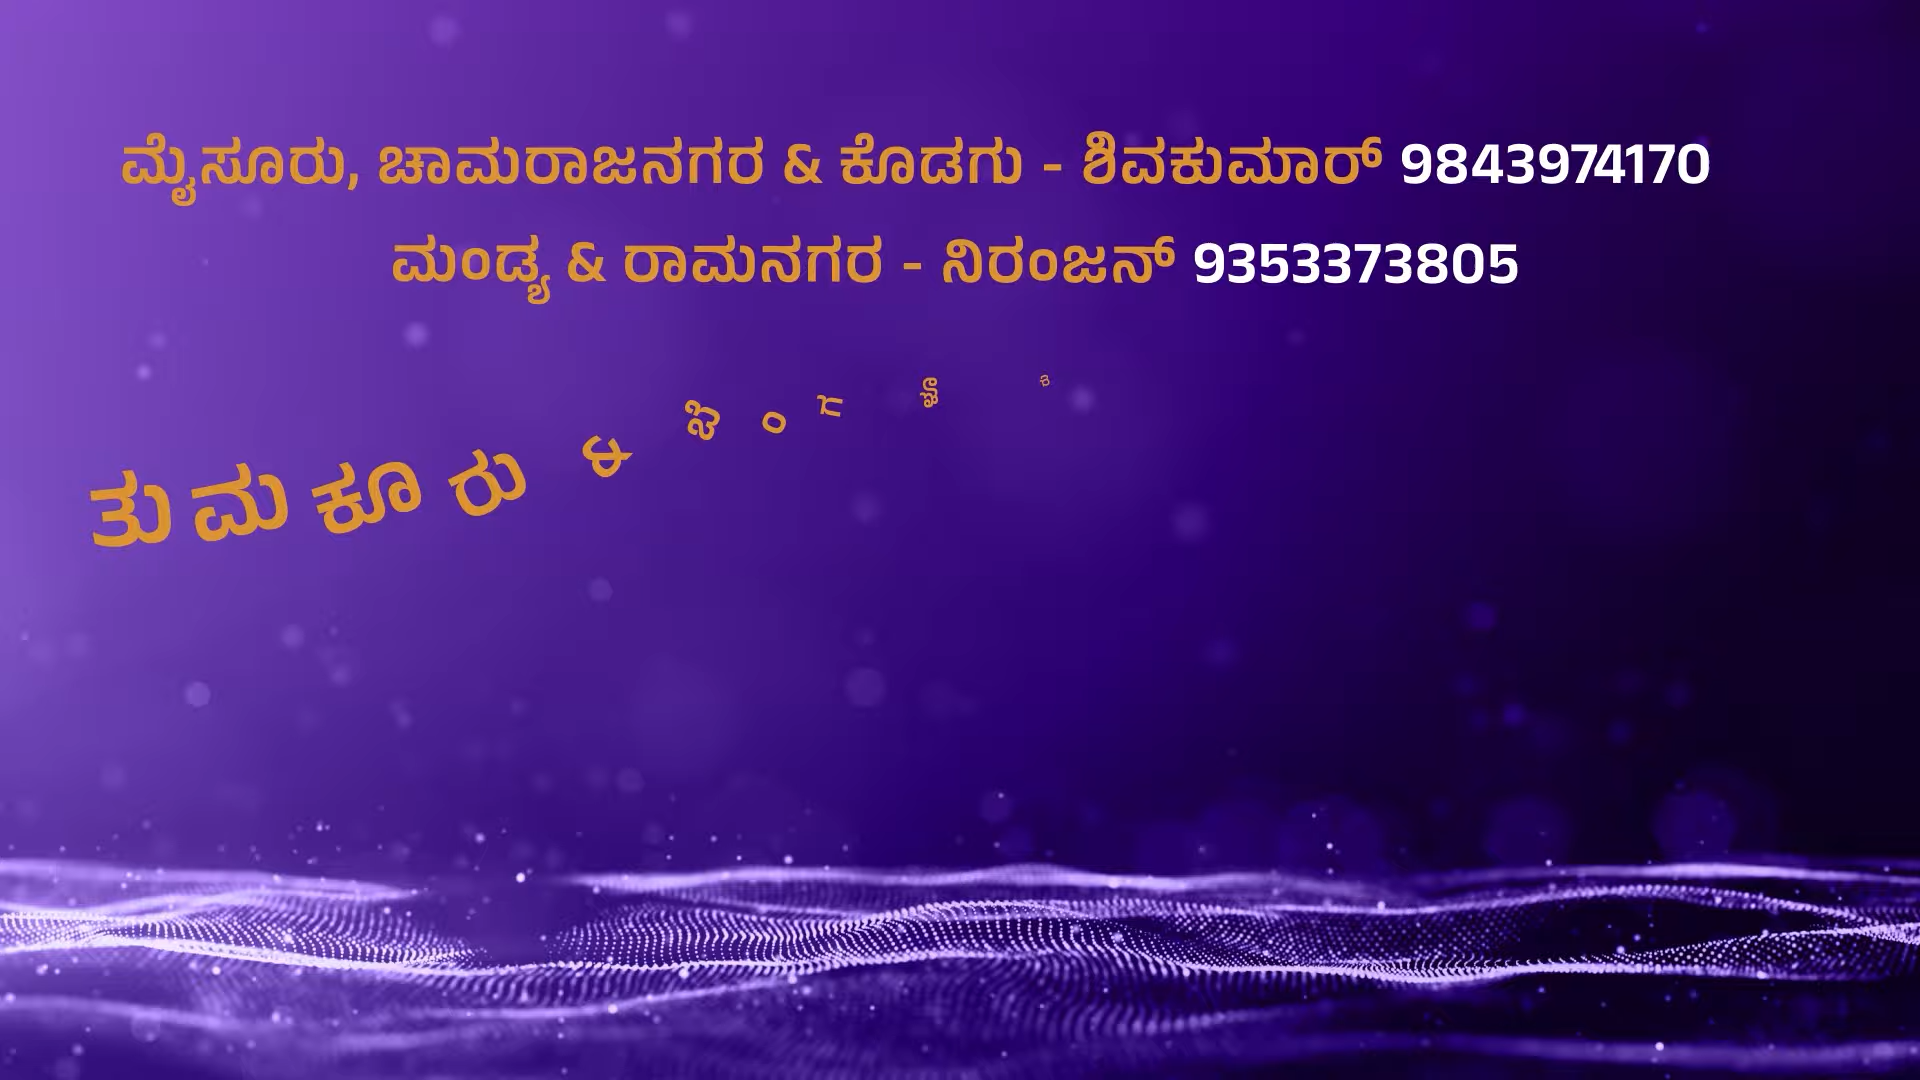 ಮೈಸೂರು, ಚಾಮರಾಜನಗರ & ಕೊಡಗು - ಶಿವಕುಮಾರ್ 9843974170
ಮಂಡ್ಯ & ರಾಮನಗರ - ನಿರಂಜನ್ 9353373805
ತುಮಕೂರು &